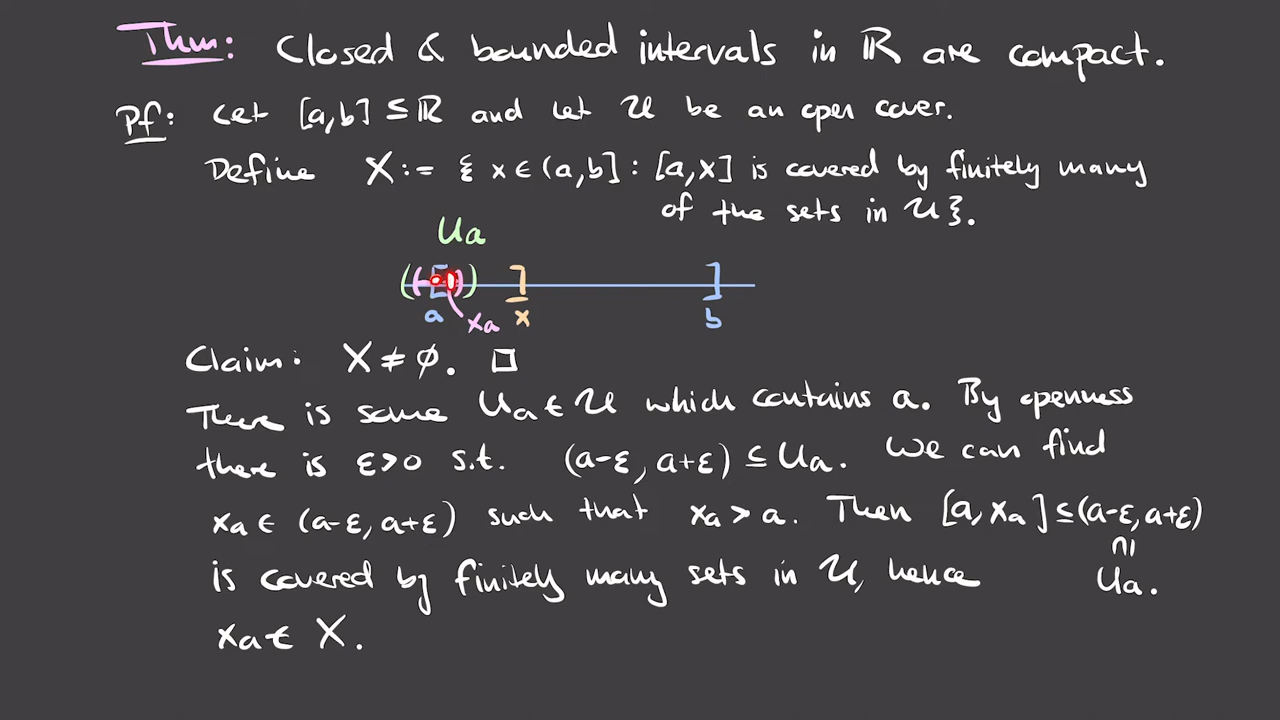 Thm: Closed & bounded intervals in ℝ are compact.
Pf: Let [a,b] ⊆ ℝ and let 𝒰 be an open cover.
Define X := { x ∈ (a,b] : [a,x] is covered by finitely many
of the sets in 𝒰 }.
Ua
a xa x b
Claim: X ≠ ∅. □
There is some Ua ∈ 𝒰 which contains a. By openness
there is ε>0 s.t. (a-ε, a+ε) ⊆ Ua. We can find
xa ∈ (a-ε, a+ε) such that xa > a. Then [a, xa] ⊆ (a-ε, a+ε)
⊆
is covered by finitely many sets in 𝒰, hence Ua.
xa ∈ X.